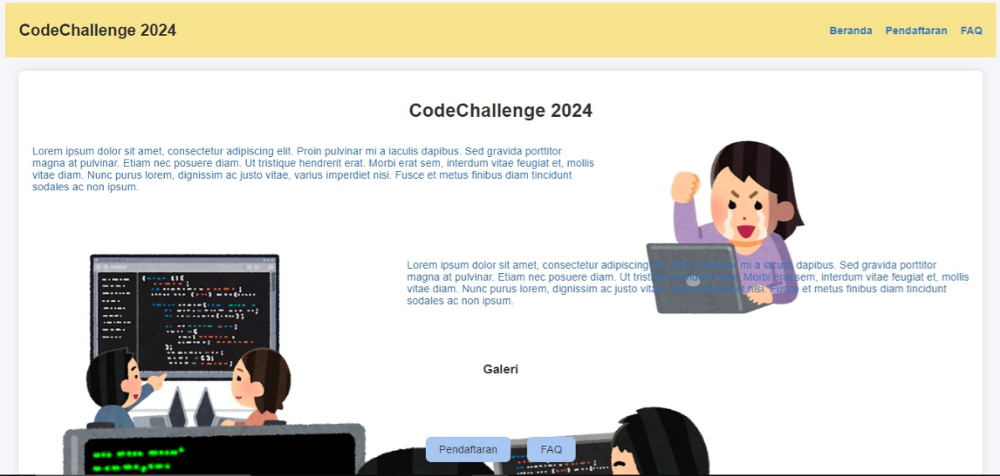 CodeChallenge 2024
Beranda Pendaftaran FAQ
CodeChallenge 2024
Lorem ipsum dolor sit amet, consectetur adipiscing elit. Proin pulvinar mi a iaculis dapibus. Sed gravida porttitor
magna at pulvinar. Etiam nec posuere diam. Ut tristique hendrerit erat. Morbi erat sem, interdum vitae feugiat et, mollis
vitae diam. Nunc purus lorem, dignissim ac justo vitae, varius imperdiet nisi. Fusce et metus finibus diam tincidunt
sodales ac non ipsum.
Lorem ipsum dolor sit amet, consectetur adipiscing mi a iaculis dapibus. Sed gravida porttitor
magna at pulvinar. Etiam nec posuere diam. Ut Morbi erat sem, interdum vitae feugiat et, mollis
vitae diam. Nunc purus lorem, dignissim ac justo nisi. Fusce et metus finibus diam tincidunt
sodales ac non ipsum.
Galeri
Pendaftaran FAQ